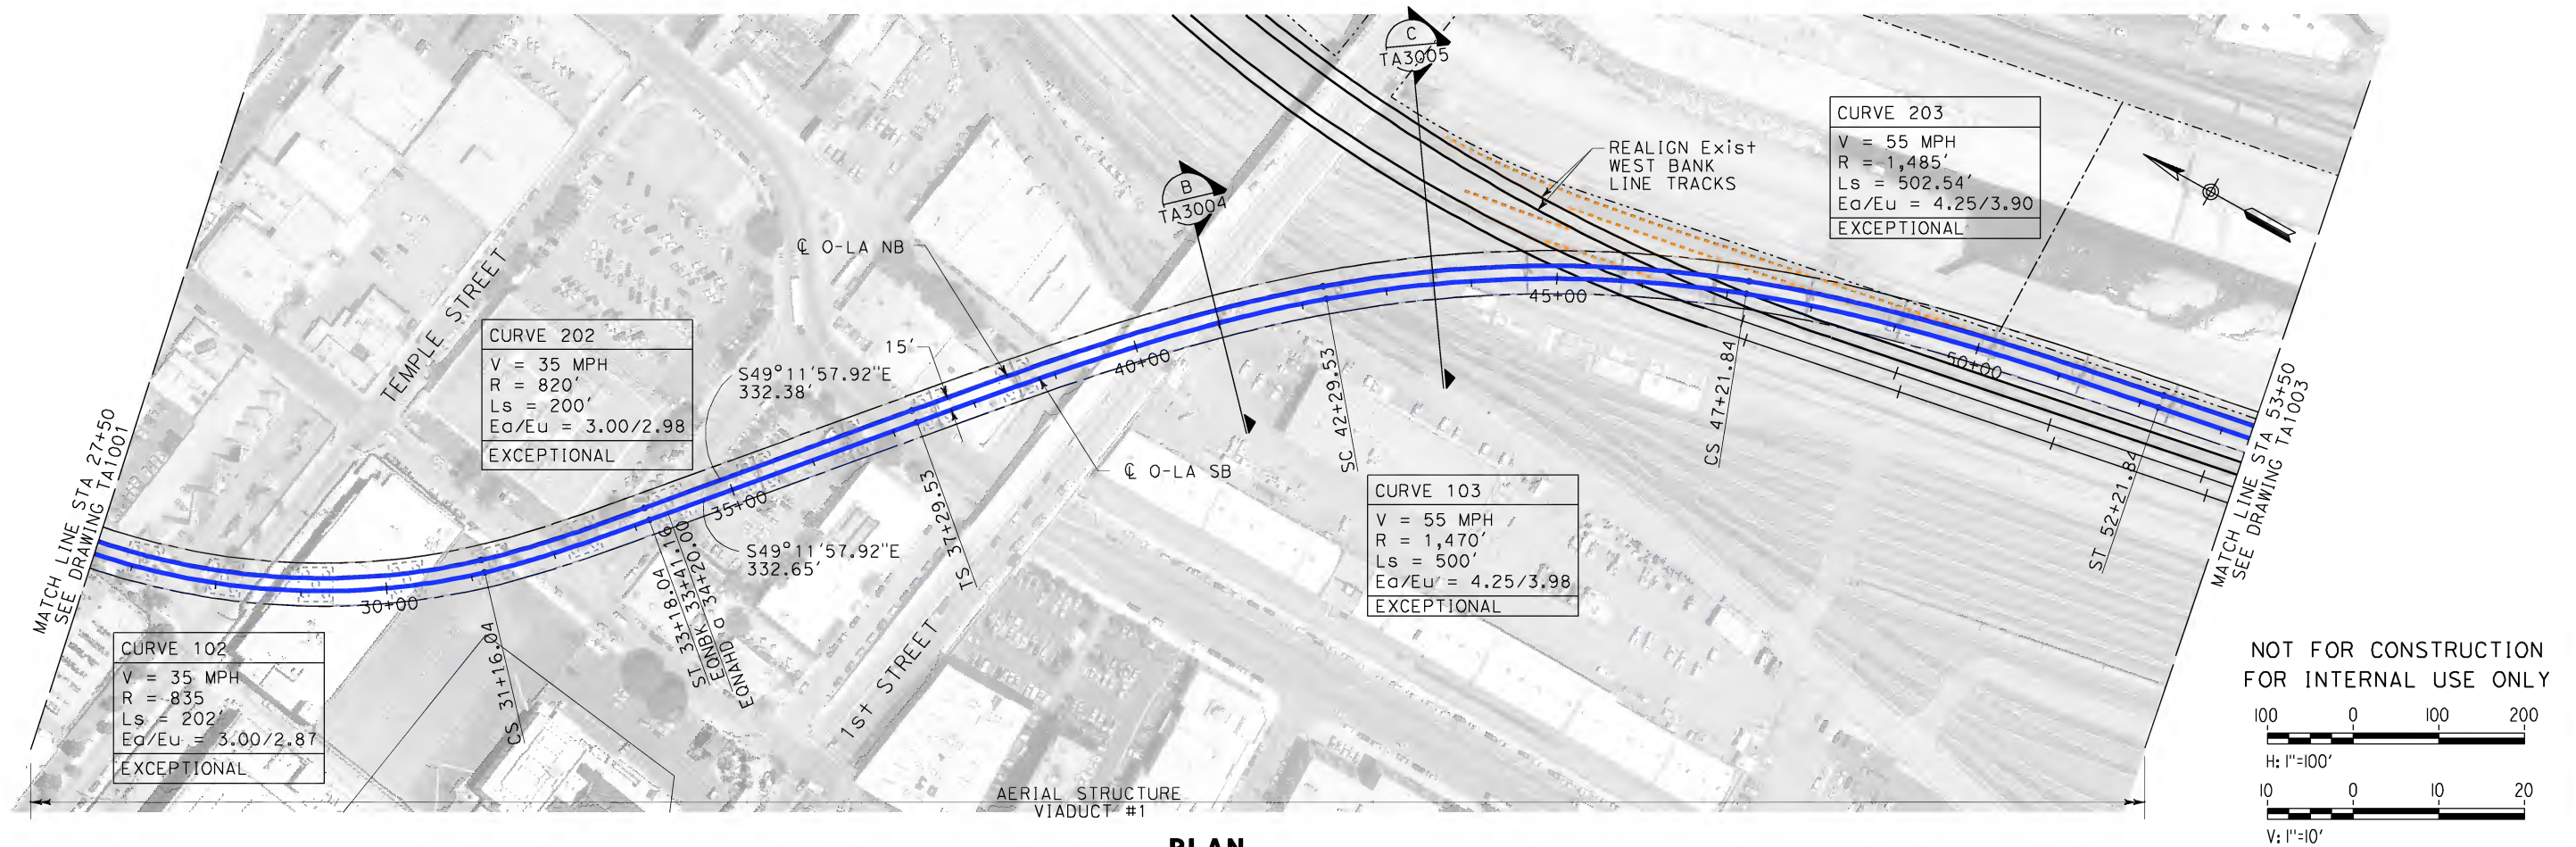 C
TA3005
B
TA3004
REALIGN Exist
WEST BANK
LINE TRACKS
CURVE 203
V = 55 MPH
R = 1,485'
Ls = 502.54'
Ea/Eu = 4.25/3.90
EXCEPTIONAL
℄ O-LA NB
TEMPLE STREET
CURVE 202
V = 35 MPH
R = 820'
Ls = 200'
Ea/Eu = 3.00/2.98
EXCEPTIONAL
15'
S49°11'57.92"E
332.38'
45+00
40+00
50+00
35+00
30+00
SC 42+29.53
CS 47+21.84
ST 52+21.84
℄ O-LA SB
TS 37+29.53
S49°11'57.92"E
332.65'
ST 33+18.04
EQNBK 33+41.16
EQNAHD a 34+20.00
CS 31+16.04
MATCH LINE STA 27+50
SEE DRAWING TA1001
MATCH LINE STA 53+50
SEE DRAWING TA1003
CURVE 103
V = 55 MPH
R = 1,470'
Ls = 500'
Ea/Eu = 4.25/3.98
EXCEPTIONAL
1st STREET
CURVE 102
V = 35 MPH
R = 835
Ls = 202'
Ea/Eu = 3.00/2.87
EXCEPTIONAL
NOT FOR CONSTRUCTION
FOR INTERNAL USE ONLY
100 0 100 200
H: 1"=100'
10 0 10 20
V: 1"=10'
AERIAL STRUCTURE
VIADUCT #1
PLAN